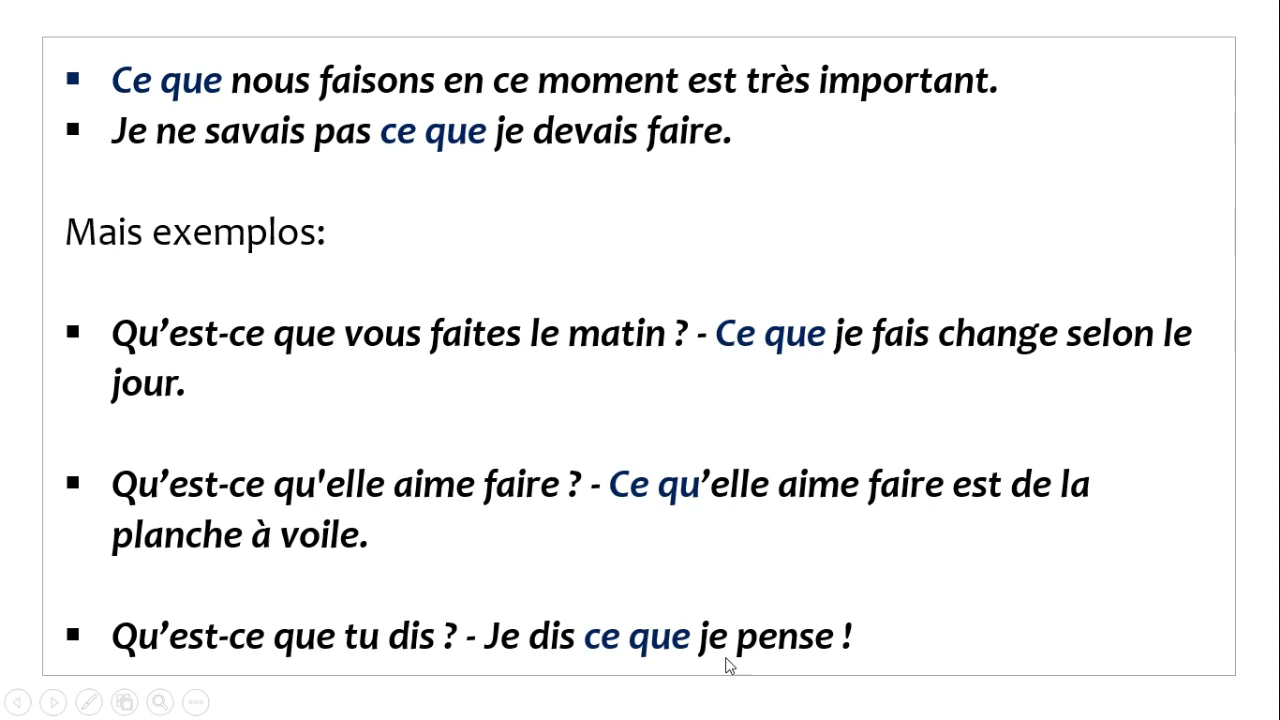 ▪ Ce que nous faisons en ce moment est très important.
▪ Je ne savais pas ce que je devais faire.
Mais exemplos:
▪ Qu’est-ce que vous faites le matin ? - Ce que je fais change selon le
jour.
▪ Qu’est-ce qu'elle aime faire ? - Ce qu’elle aime faire est de la
planche à voile.
▪ Qu’est-ce que tu dis ? - Je dis ce que je pense !